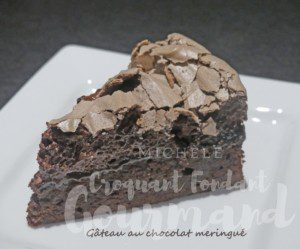 MICHÈLE
Croquant Fondant
Gourmand
Gâteau au chocolat meringué